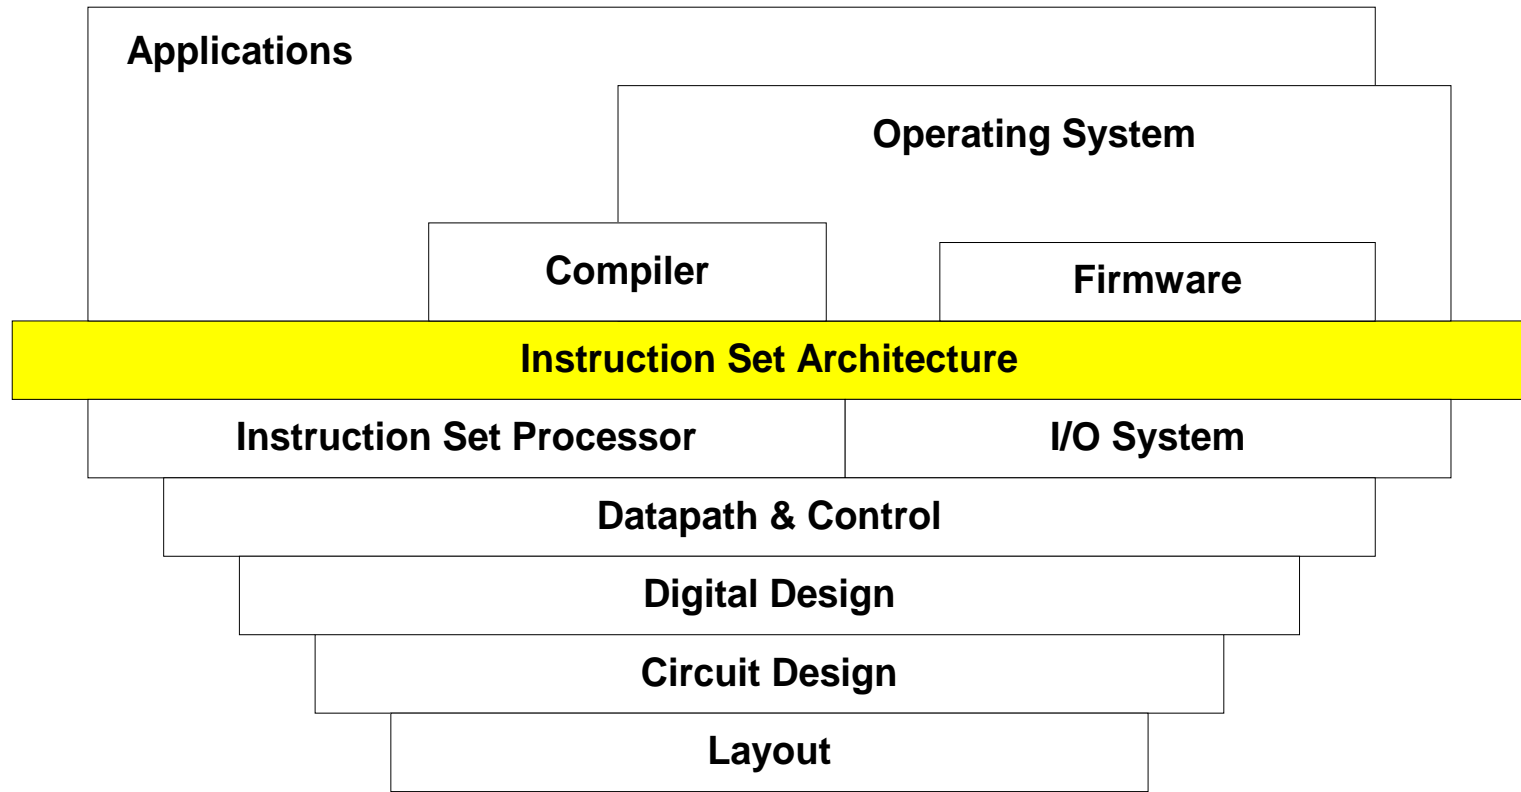 Applications
Operating System
Compiler
Firmware
Instruction Set Architecture
Instruction Set Processor
I/O System
Datapath & Control
Digital Design
Circuit Design
Layout